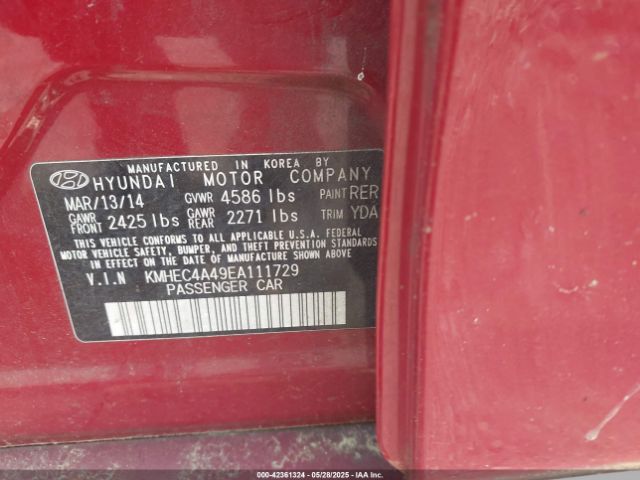 MANUFACTURED IN KOREA BY
HYUNDAI MOTOR COMPANY
MAR/13/14 GVWR 4586 lbs PAINT RER
GAWR FRONT 2425 lbs GAWR REAR 2271 lbs TRIM YDA
THIS VEHICLE CONFORMS TO ALL APPLICABLE U.S.A. FEDERAL
MOTOR VEHICLE SAFETY, BUMPER, AND THEFT PREVENTION STANDARDS
IN EFFECT ON THE DATE OF MANUFACTURE SHOWN ABOVE.
V.I.N KMHEC4A49EA111729
PASSENGER CAR
000-42361324 | 05/28/2025 | IAA